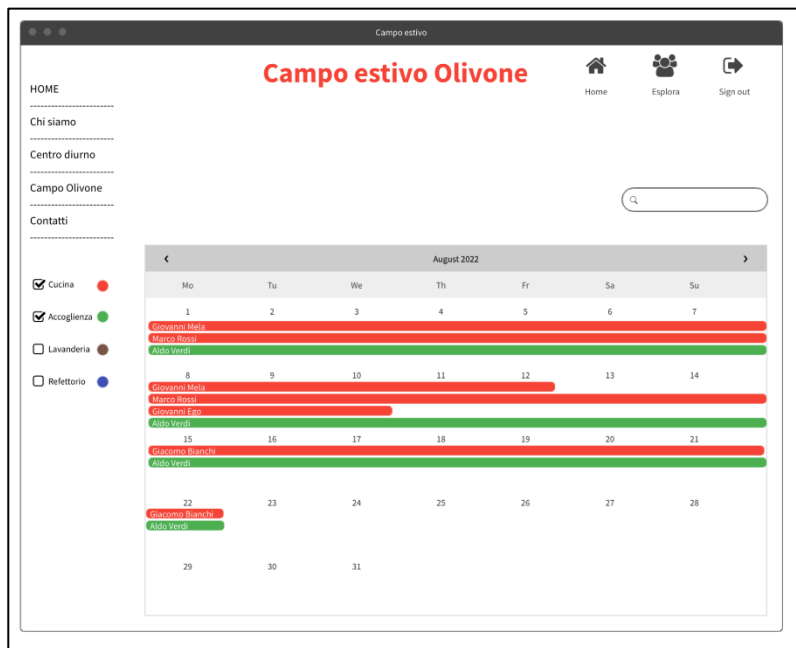 Campo estivo
Campo estivo Olivone
Home Esplora Sign out
HOME
------------------------
Chi siamo
------------------------
Centro diurno
------------------------
Campo Olivone
------------------------
Contatti
------------------------
Cucina
Accoglienza
Lavanderia
Refettorio
August 2022
Mo Tu We Th Fr Sa Su
1 2 3 4 5 6 7
Giovanni Mela
Marco Rossi
Aldo Verdi
8 9 10 11 12 13 14
Giovanni Mela
Marco Rossi
Giovanni Ego
Aldo Verdi
15 16 17 18 19 20 21
Giacomo Bianchi
Aldo Verdi
22 23 24 25 26 27 28
Giacomo Bianchi
Aldo Verdi
29 30 31